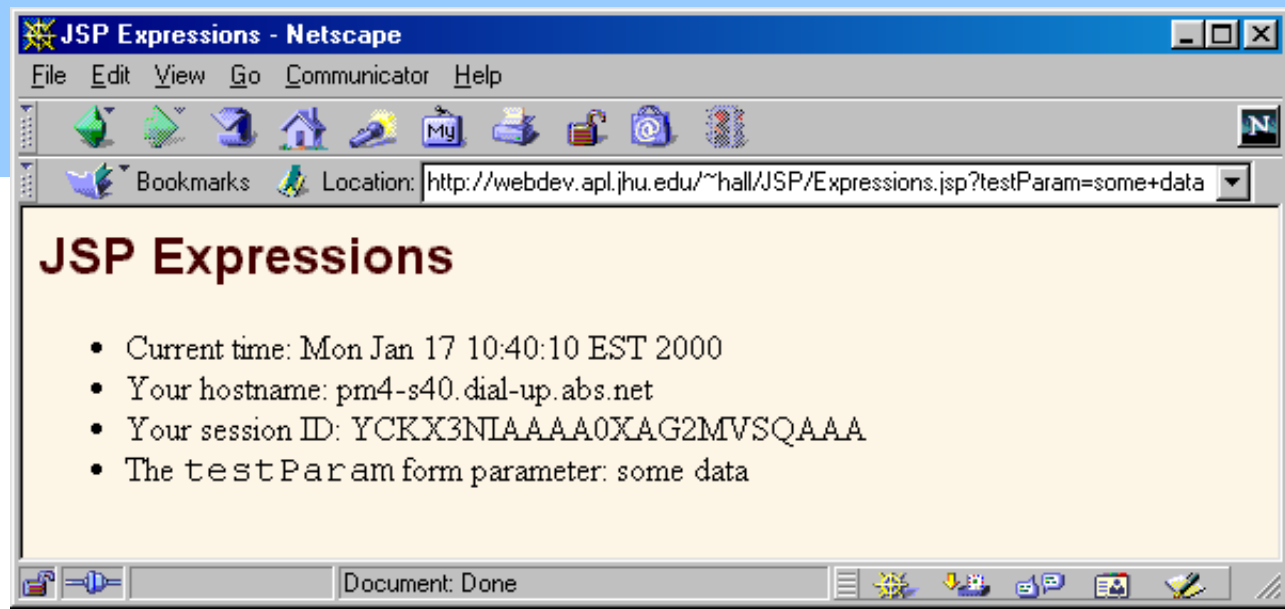 JSP Expressions - Netscape
File Edit View Go Communicator Help
My
N
Bookmarks Location: http://webdev.apl.jhu.edu/~hall/JSP/Expressions.jsp?testParam=some+data
JSP Expressions
• Current time: Mon Jan 17 10:40:10 EST 2000
• Your hostname: pm4-s40.dial-up.abs.net
• Your session ID: YCKX3NIAAAA0XAG2MVSQAAA
• The testParam form parameter: some data
Document: Done